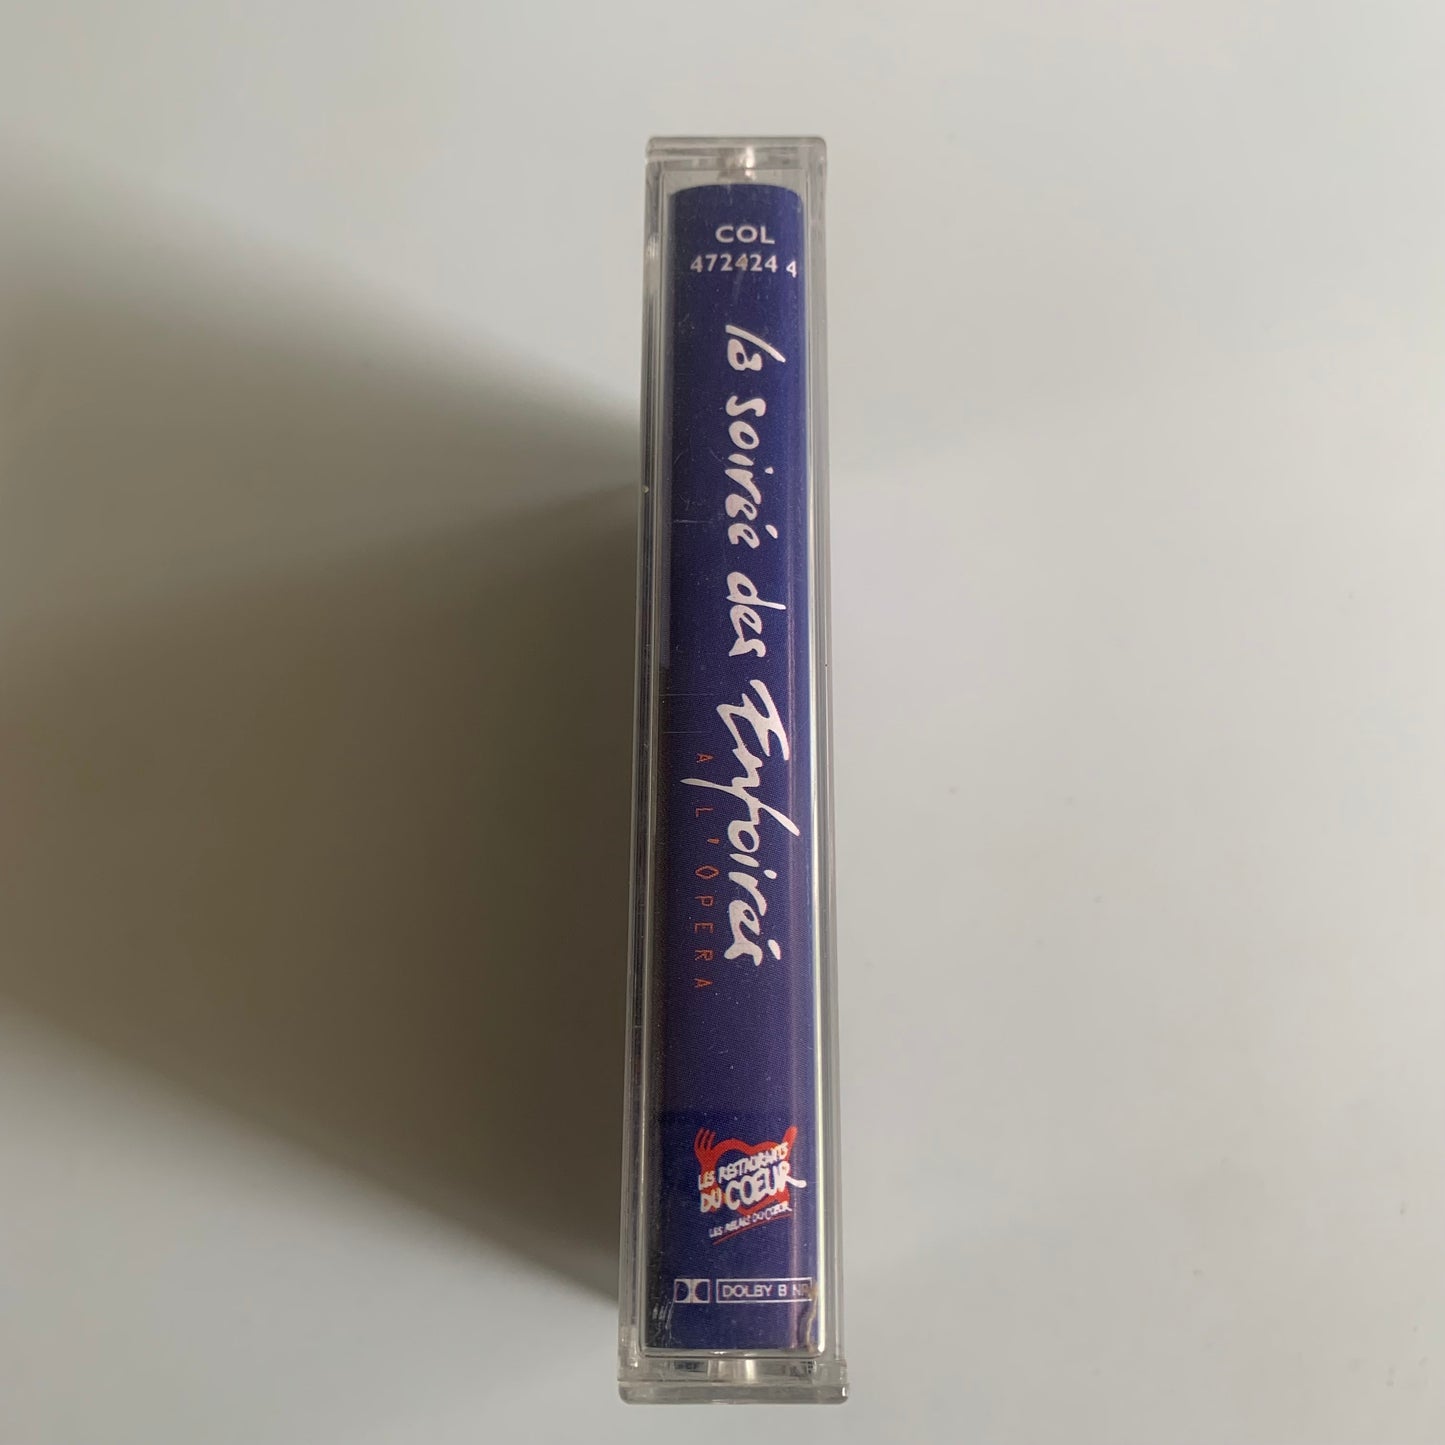 COL
472424 4
la soirée des Enfoirés
A L'OPERA
LES RESTAURANTS
DU COEUR
LES RELAIS DU COEUR
DOLBY B NR